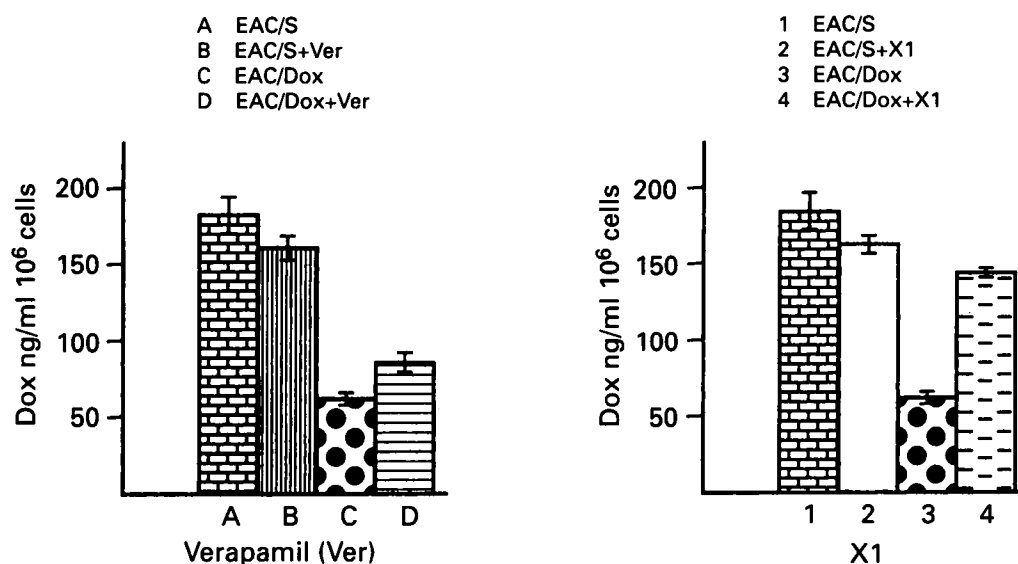 A EAC/S
B EAC/S+Ver
C EAC/Dox
D EAC/Dox+Ver
Dox ng/ml 10⁶ cells
200
150
100
50
A B C D
Verapamil (Ver)
1 EAC/S
2 EAC/S+X1
3 EAC/Dox
4 EAC/Dox+X1
Dox ng/ml 10⁶ cells
200
150
100
50
1 2 3 4
X1